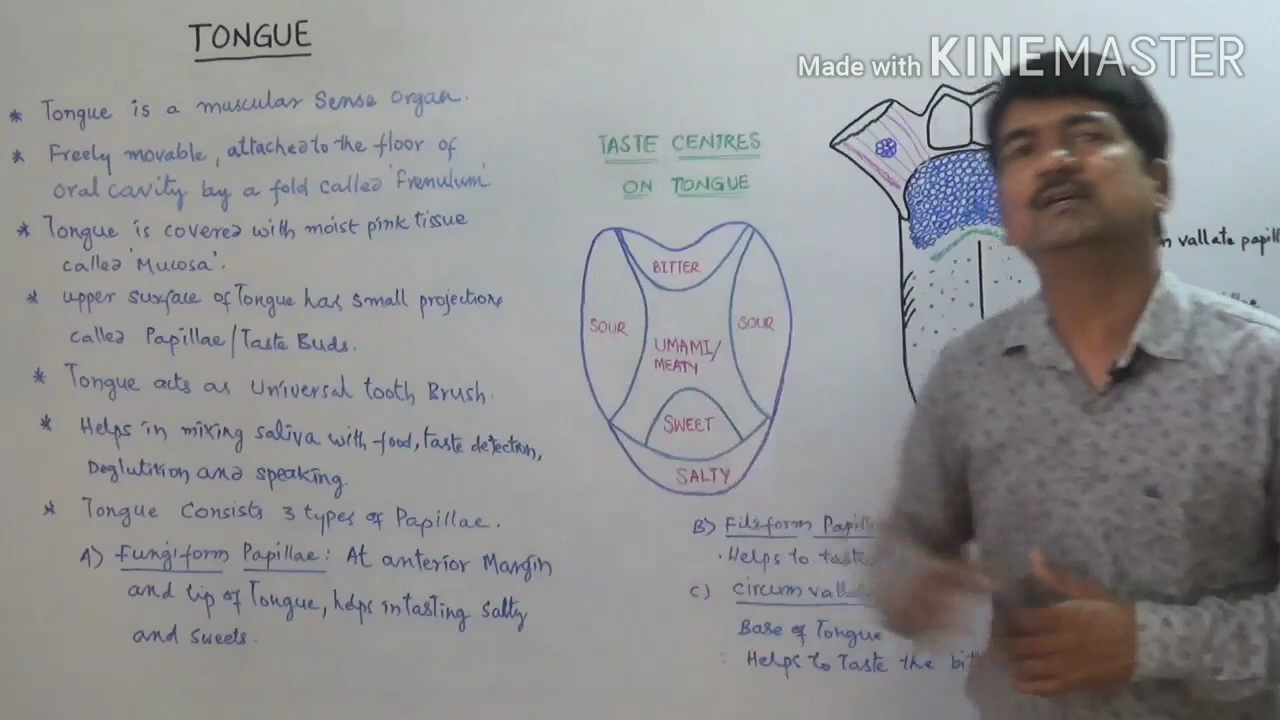 TONGUE
* Tongue is a muscular Sense organ.
* Freely movable, attached to the floor of
oral cavity by a fold called 'Frenulum'
* Tongue is covered with moist pink tissue
called 'Mucosa'.
* upper surface of Tongue has small projections
called Papillae/Taste Buds.
* Tongue acts as Universal tooth Brush.
* Helps in mixing saliva with food, taste detection,
Deglutition and speaking.
* Tongue Consists 3 types of Papillae.
A) Fungiform Papillae: At anterior Margin
and tip of Tongue, helps in tasting salty
and sweets.
TASTE CENTRES
ON TONGUE
BITTER
SOUR
SOUR
UMAMI/
MEATY
SWEET
SALTY
B) Filiform Papill
· Helps to taste
C) Circum valla
Base of Tongue
: Helps to Taste the bit
Made with KINEMASTER
m vallate papill